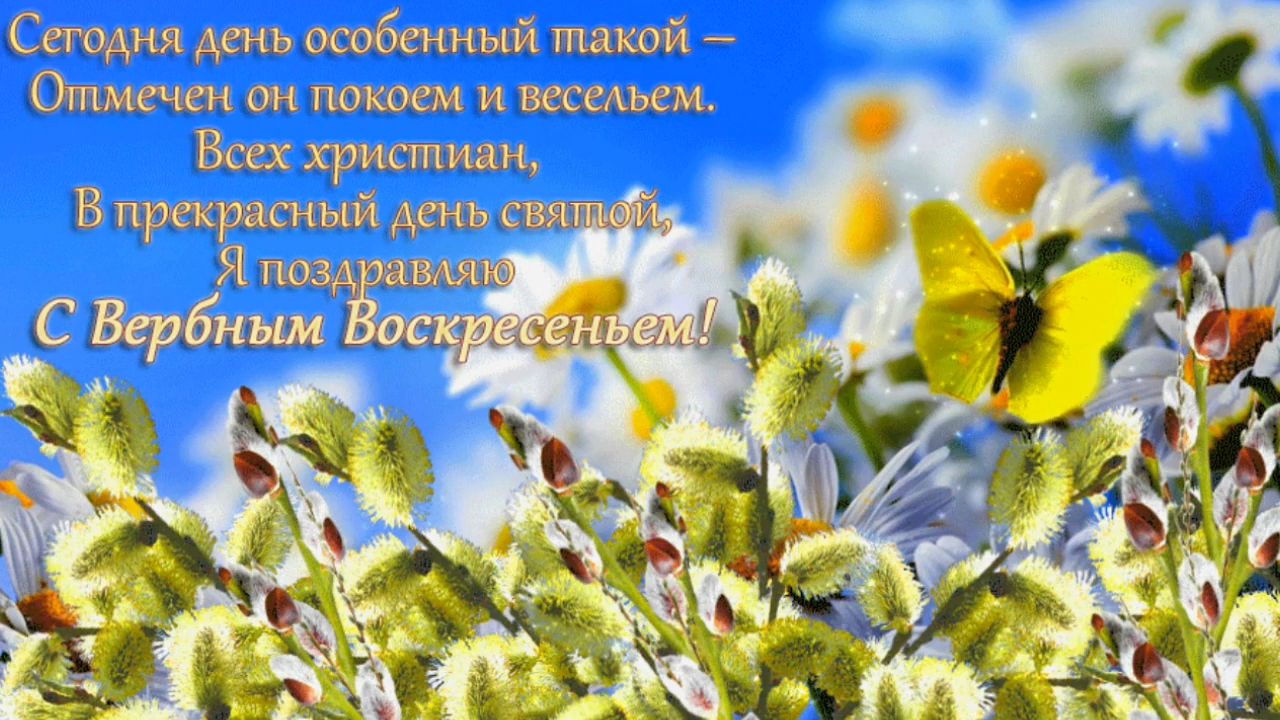 Сегодня день особенный такой –
Отмечен он покоем и весельем.
Всех христиан,
В прекрасный день святой,
Я поздравляю
С Вербным Воскресеньем!